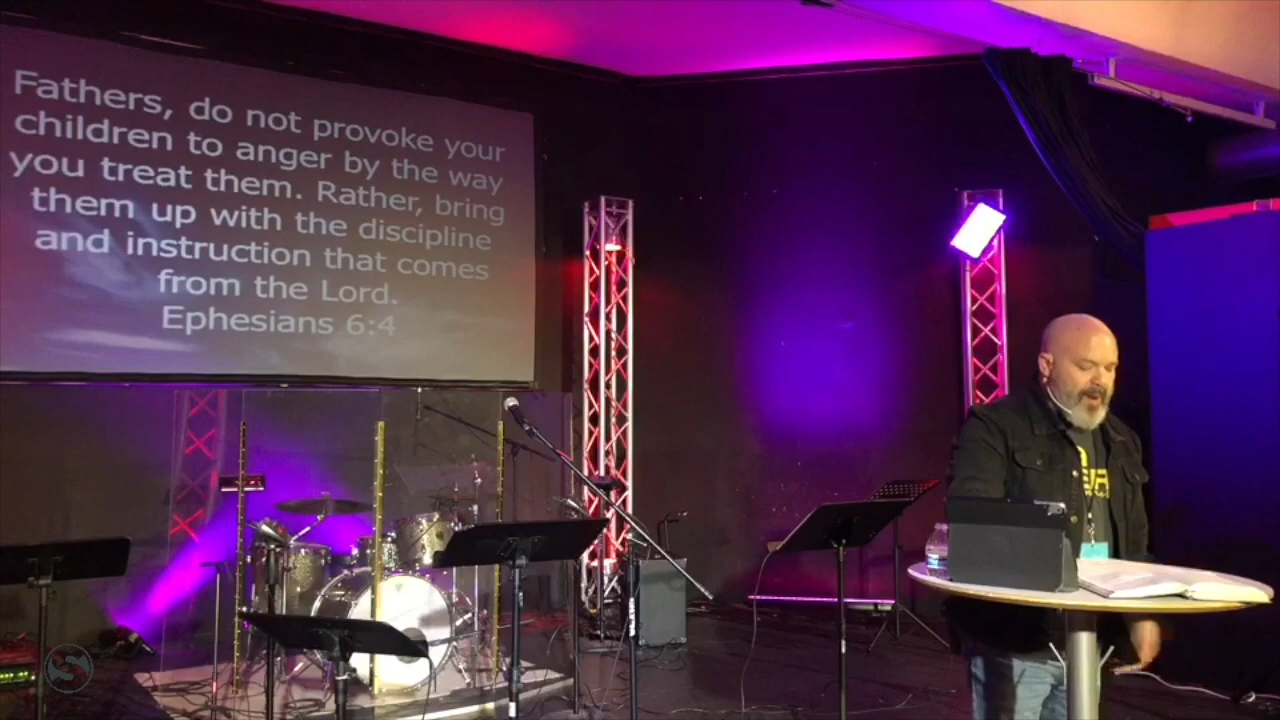 Fathers, do not provoke your
children to anger by the way
you treat them. Rather, bring
them up with the discipline
and instruction that comes
from the Lord.
Ephesians 6:4